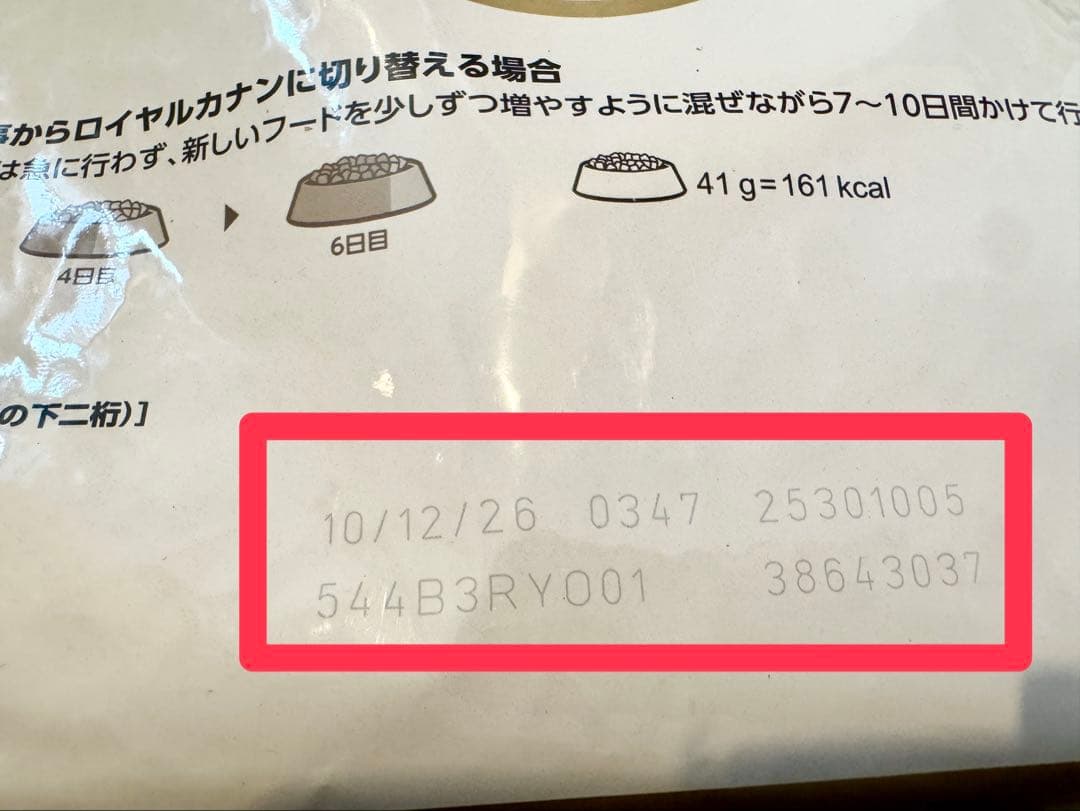 からロイヤルカナンに切り替える場合
は急に行わず、新しいフードを少しずつ増やすように混ぜながら7～10日間かけて行
41 g=161 kcal
6日目
4日目
の下二桁)]
10/12/26 0347 25301005
544B3RY001 38643037